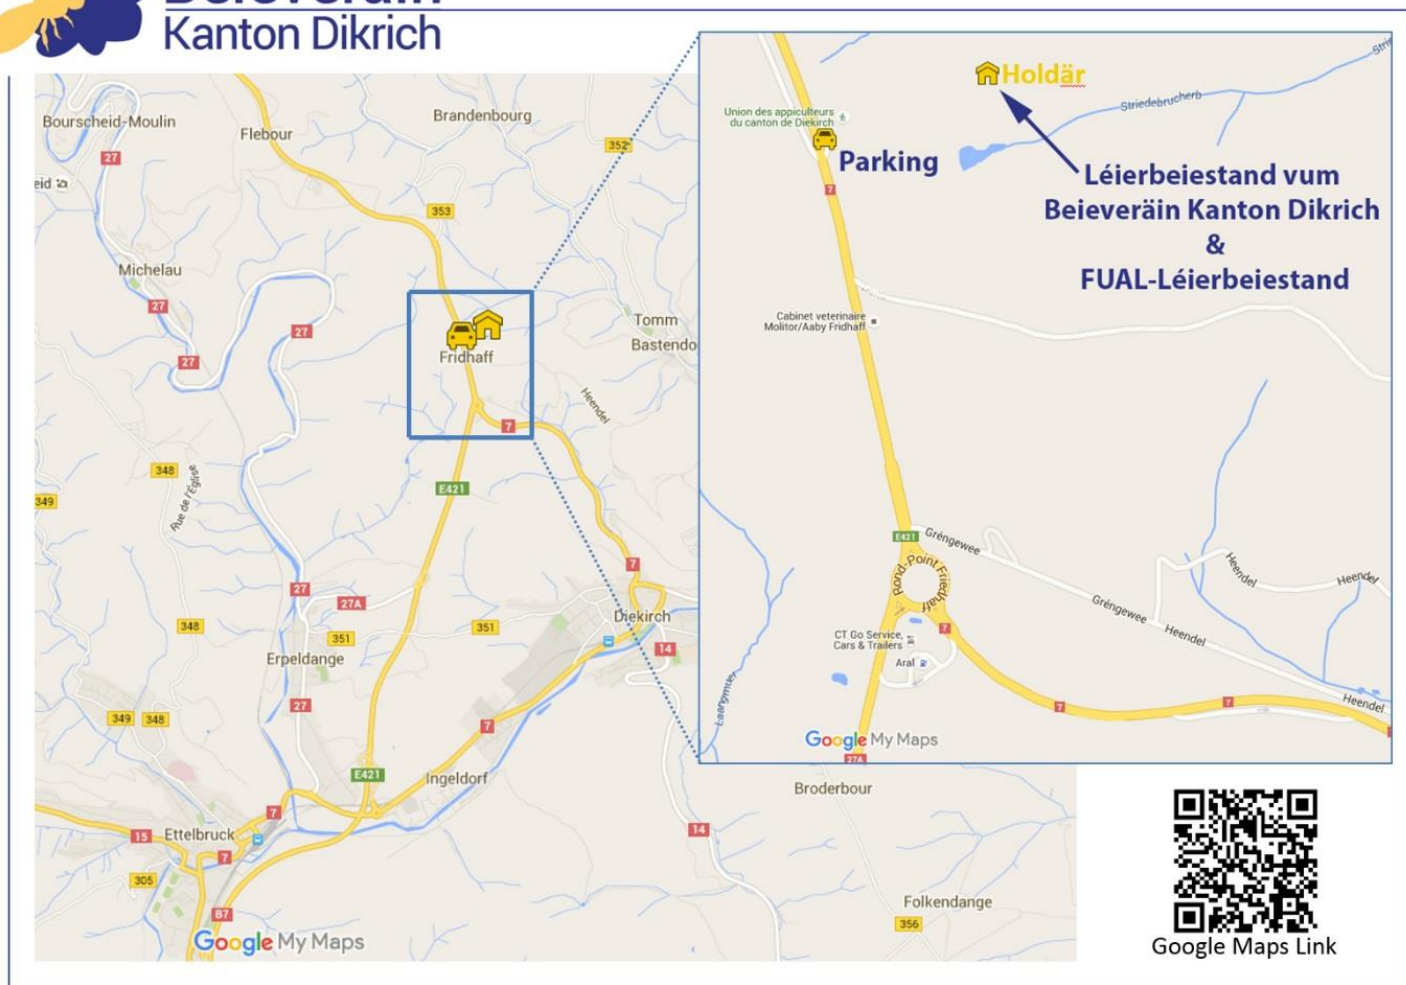 Kanton Dikrich
Bourscheid-Moulin
Flebour
Brandenbourg
27
352
eid
353
Michelau
27
27
27
Tomm
Bastendo
Fridhaff
Heendel
7
348
Rue de l'Église
349
E421
7
27
27A
Diekirch
348
351
351
14
Erpeldange
27
349
348
7
E421
Ingeldorf
7
15
Ettelbruck
7
14
305
B7
Broderbour
Folkendange
356
Google My Maps
Holdär
Striedebrucherb
Union des appiculteurs
du canton de Diekirch
Parking
7
Léierbeiestand vum
Beieveräin Kanton Dikrich
&
FUAL-Léierbeiestand
Cabinet veterinaire
Molitor/Aaby Fridhaff
E421
Gréngewee
Rond-Point Friedhaff
Heendel
Heendel
Gréngewee
Heendel
CT Go Service,
Cars & Trailers
7
Aral
Laangmuer
7
7
Heendel
Google My Maps
27A
Google Maps Link